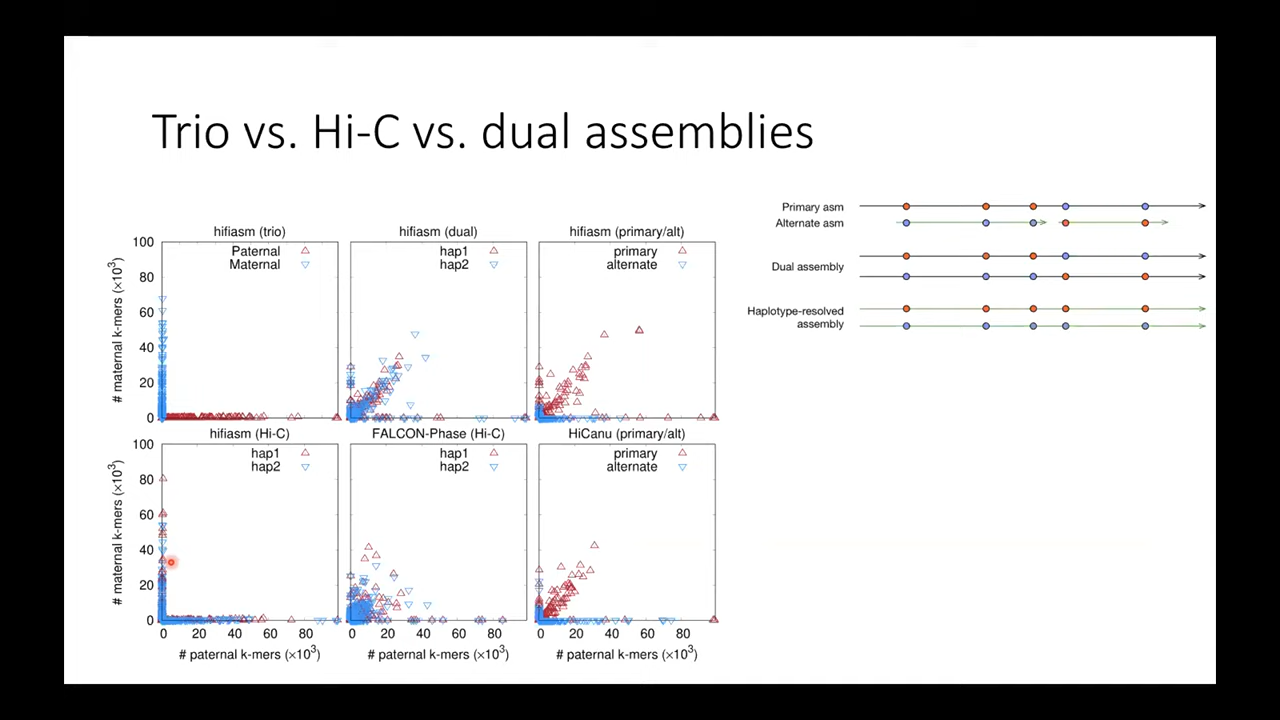 Trio vs. Hi-C vs. dual assemblies
hifiasm (trio)
Paternal
Maternal
100
80
60
40
20
0
# maternal k-mers (×10³)
hifiasm (dual)
hap1
hap2
hifiasm (primary/alt)
primary
alternate
hifiasm (Hi-C)
hap1
hap2
100
80
60
40
20
0
# maternal k-mers (×10³)
0 20 40 60 80
# paternal k-mers (×10³)
FALCON-Phase (Hi-C)
hap1
hap2
0 20 40 60 80
# paternal k-mers (×10³)
HiCanu (primary/alt)
primary
alternate
0 20 40 60 80
# paternal k-mers (×10³)
Primary asm
Alternate asm
Dual assembly
Haplotype-resolved
assembly